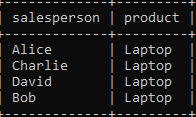 | salesperson | product |
| Alice | Laptop |
| Charlie | Laptop |
| David | Laptop |
| Bob | Laptop |